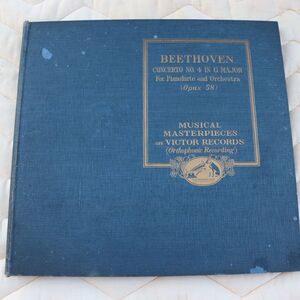 BEETHOVEN
CONCERTO NO. 4 IN G MAJOR
For Pianoforte and Orchestra
(Opus 58)
MUSICAL
MASTERPIECES
on VICTOR RECORDS
(Orthophonic Recording)